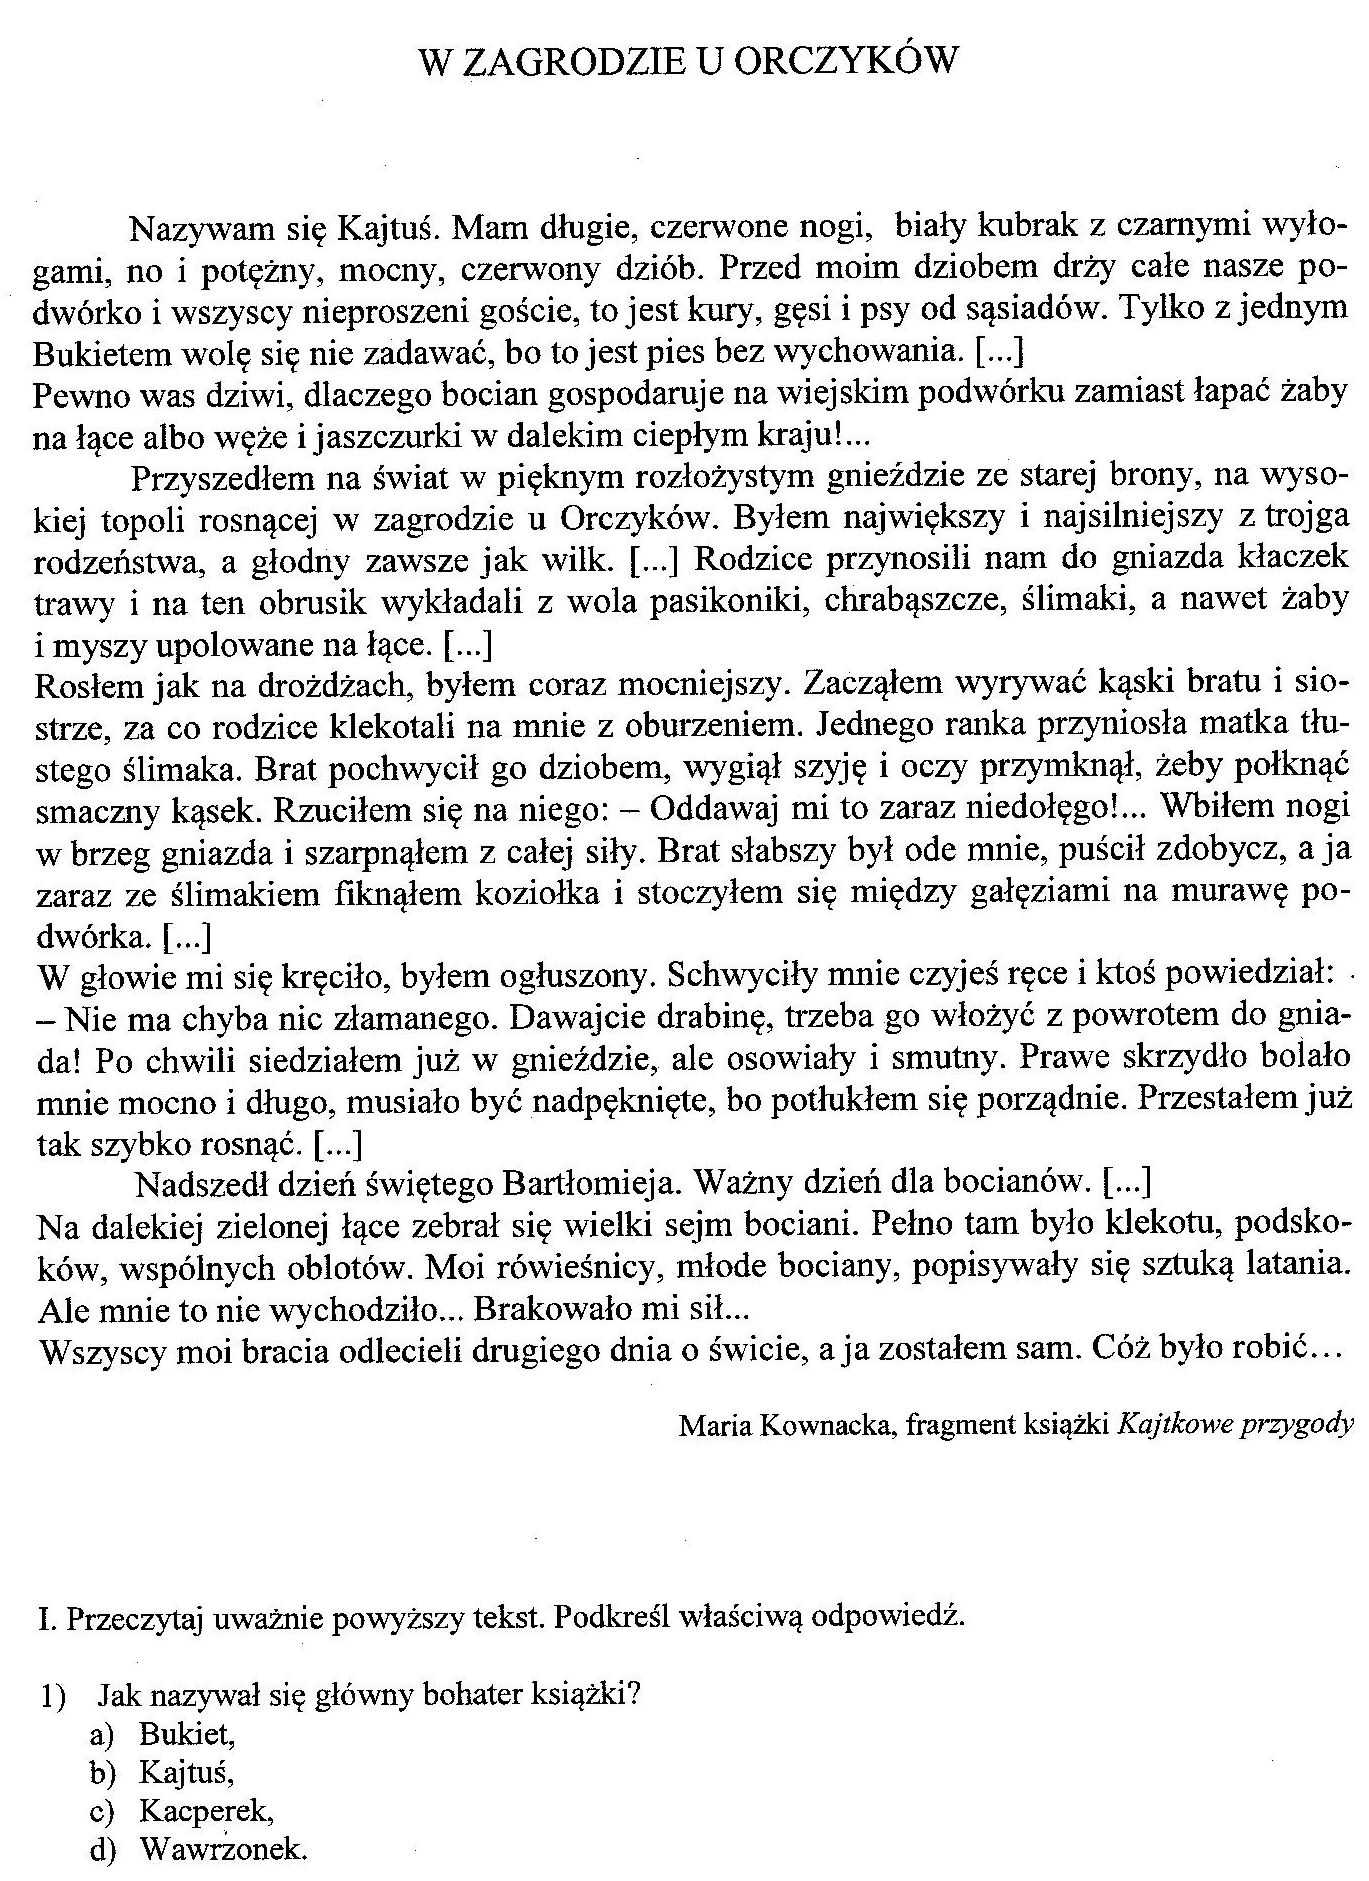 W ZAGRODZIE U ORCZYKÓW
Nazywam się Kajtuś. Mam długie, czerwone nogi, biały kubrak z czarnymi wyło-
gami, no i potężny, mocny, czerwony dziób. Przed moim dziobem drży całe nasze po-
dwórko i wszyscy nieproszeni goście, to jest kury, gęsi i psy od sąsiadów. Tylko z jednym
Bukietem wolę się nie zadawać, bo to jest pies bez wychowania. [...]
Pewno was dziwi, dlaczego bocian gospodaruje na wiejskim podwórku zamiast łapać żaby
na łące albo węże i jaszczurki w dalekim ciepłym kraju!...
Przyszedłem na świat w pięknym rozłożystym gnieździe ze starej brony, na wyso-
kiej topoli rosnącej w zagrodzie u Orczyków. Byłem największy i najsilniejszy z trojga
rodzeństwa, a głodny zawsze jak wilk. [...] Rodzice przynosili nam do gniazda kłaczek
trawy i na ten obrusik wykładali z wola pasikoniki, chrabąszcze, ślimaki, a nawet żaby
i myszy upolowane na łące. [...]
Rosłem jak na drożdżach, byłem coraz mocniejszy. Zacząłem wyrywać kąski bratu i sio-
strze, za co rodzice klekotali na mnie z oburzeniem. Jednego ranka przyniosła matka tłu-
stego ślimaka. Brat pochwycił go dziobem, wygiął szyję i oczy przymknął, żeby połknąć
smaczny kąsek. Rzuciłem się na niego: – Oddawaj mi to zaraz niedołęgo!... Wbiłem nogi
w brzeg gniazda i szarpnąłem z całej siły. Brat słabszy był ode mnie, puścił zdobycz, a ja
zaraz ze ślimakiem fiknąłem koziołka i stoczyłem się między gałęziami na murawę po-
dwórka. [...]
W głowie mi się kręciło, byłem ogłuszony. Schwyciły mnie czyjeś ręce i ktoś powiedział:
– Nie ma chyba nic złamanego. Dawajcie drabinę, trzeba go włożyć z powrotem do gnia-
da! Po chwili siedziałem już w gnieździe, ale osowiały i smutny. Prawe skrzydło bolało
mnie mocno i długo, musiało być nadpęknięte, bo potłukłem się porządnie. Przestałem już
tak szybko rosnąć. [...]
Nadszedł dzień świętego Bartłomieja. Ważny dzień dla bocianów. [...]
Na dalekiej zielonej łące zebrał się wielki sejm bociani. Pełno tam było klekotu, podsko-
ków, wspólnych oblotów. Moi rówieśnicy, młode bociany, popisywały się sztuką latania.
Ale mnie to nie wychodziło... Brakowało mi sił...
Wszyscy moi bracia odlecieli drugiego dnia o świcie, a ja zostałem sam. Cóż było robić...
Maria Kownacka, fragment książki Kajtkowe przygody
I. Przeczytaj uważnie powyższy tekst. Podkreśl właściwą odpowiedź.
1) Jak nazywał się główny bohater książki?
a) Bukiet,
b) Kajtuś,
c) Kacperek,
d) Wawrzonek.